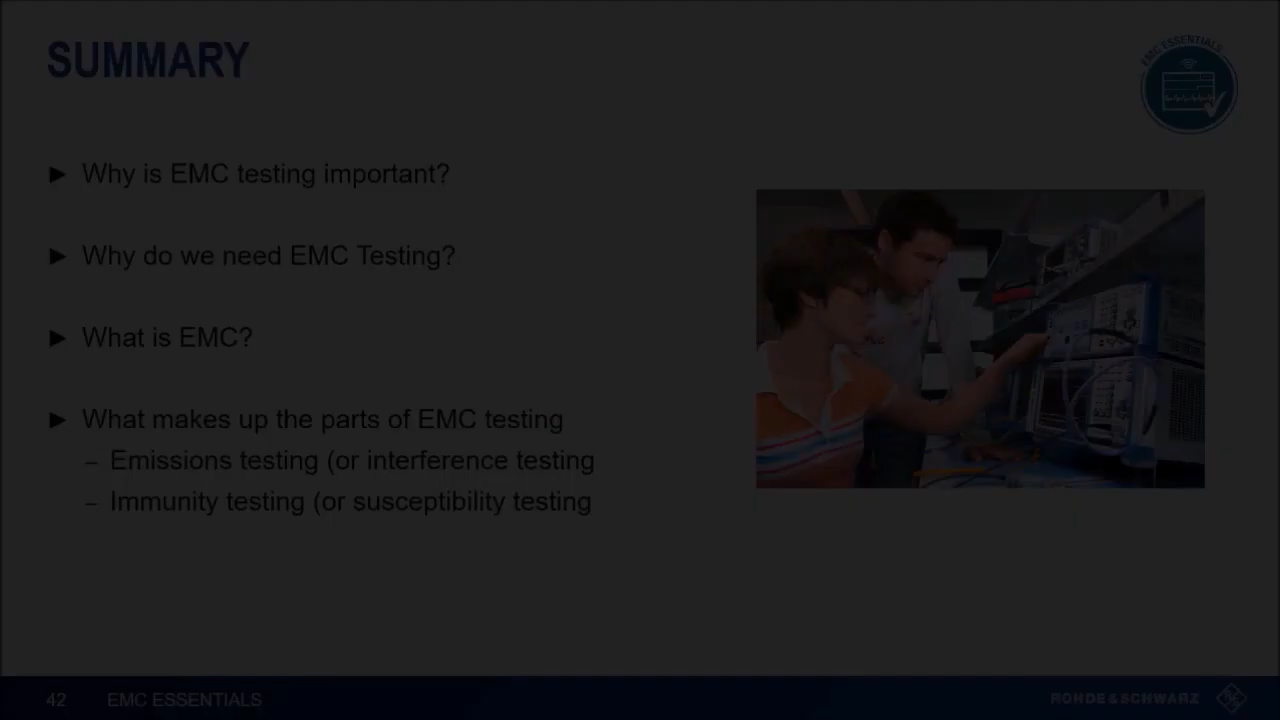 SUMMARY
EMC ESSENTIALS
► Why is EMC testing important?
► Why do we need EMC Testing?
► What is EMC?
► What makes up the parts of EMC testing
– Emissions testing (or interference testing
– Immunity testing (or susceptibility testing
42 EMC ESSENTIALS
ROHDE & SCHWARZ